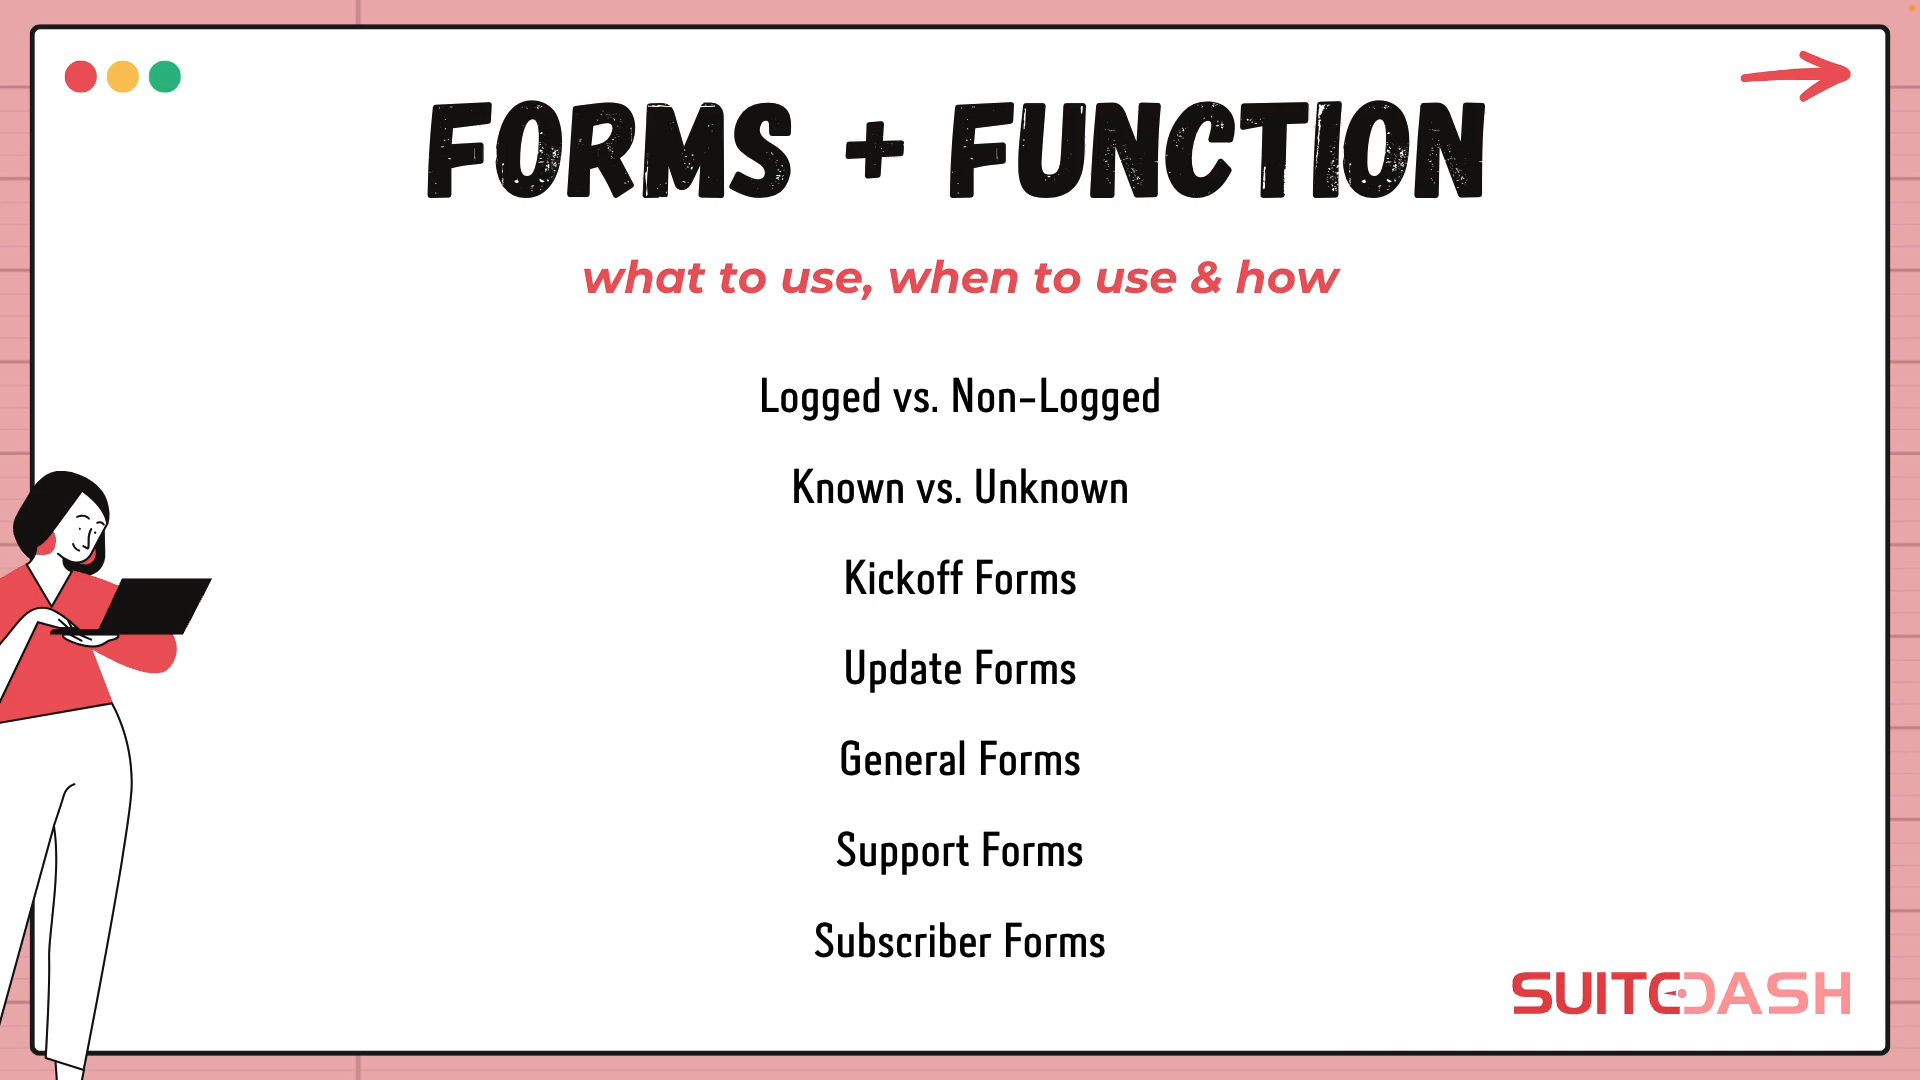 FORMS + FUNCTION
what to use, when to use & how
Logged vs. Non-Logged
Known vs. Unknown
Kickoff Forms
Update Forms
General Forms
Support Forms
Subscriber Forms
SUITEDASH